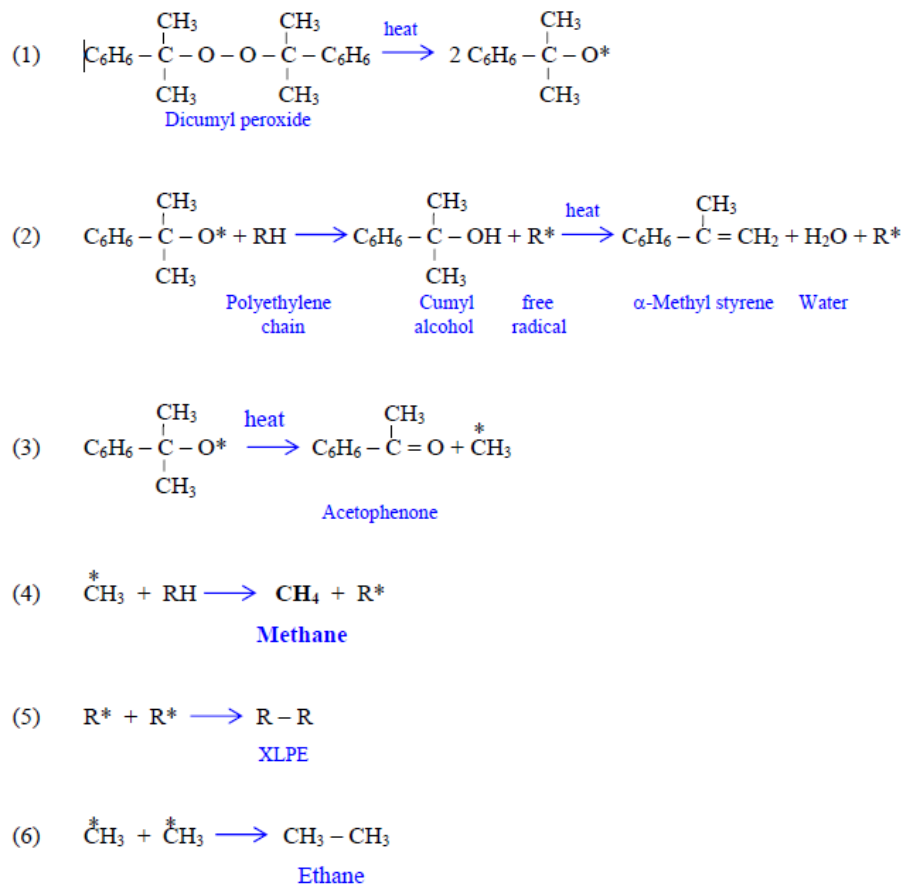 CH₃ CH₃
(1) C₆H₆ – C – O – O – C – C₆H₆ heat ⟶ 2 C₆H₆ – C – O*
CH₃ CH₃ CH₃
Dicumyl peroxide
CH₃ CH₃ CH₃
(2) C₆H₆ – C – O* + RH ⟶ C₆H₆ – C – OH + R* heat ⟶ C₆H₆ – C = CH₂ + H₂O + R*
CH₃ CH₃
Polyethylene Cumyl free α-Methyl styrene Water
chain alcohol radical
CH₃ CH₃
(3) C₆H₆ – C – O* heat ⟶ C₆H₆ – C = O + *CH₃
CH₃
Acetophenone
(4) *CH₃ + RH ⟶ CH₄ + R*
Methane
(5) R* + R* ⟶ R – R
XLPE
(6) *CH₃ + *CH₃ ⟶ CH₃ – CH₃
Ethane